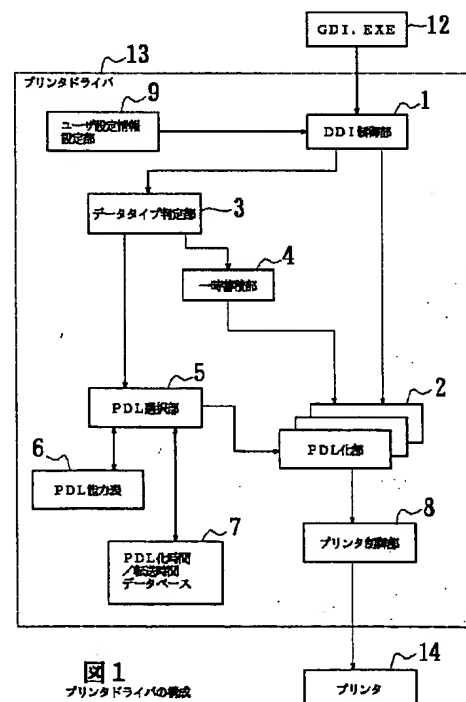 GDI.EXE
12
13
プリンタドライバ
9
1
ユーザ設定情報
設定部
DDI制御部
データタイプ判定部
3
4
一時蓄積部
5
2
PDL選択部
6
PDL化部
PDL能力表
7
8
PDL化時間
／転送時間
データベース
プリンタ制御部
図1
プリンタドライバの構成
14
プリンタ